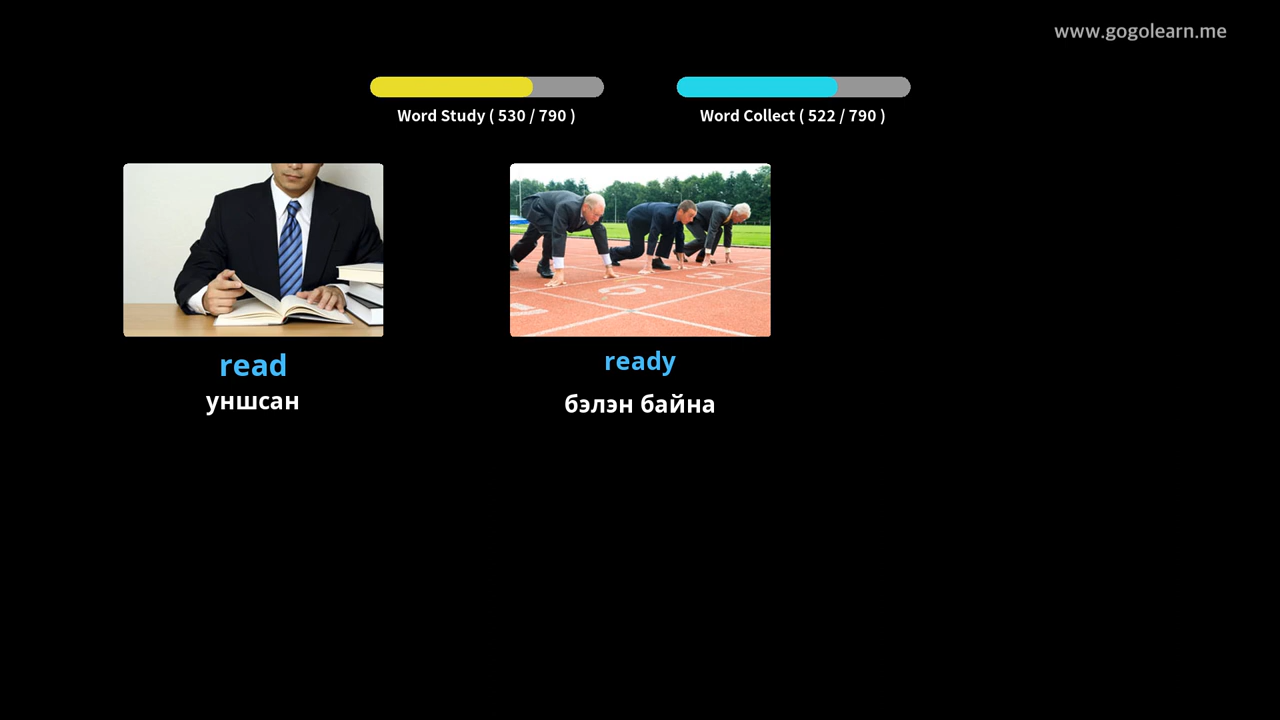 www.gogolearn.me
Word Study ( 530 / 790 )
Word Collect ( 522 / 790 )
read
уншсан
ready
бэлэн байна